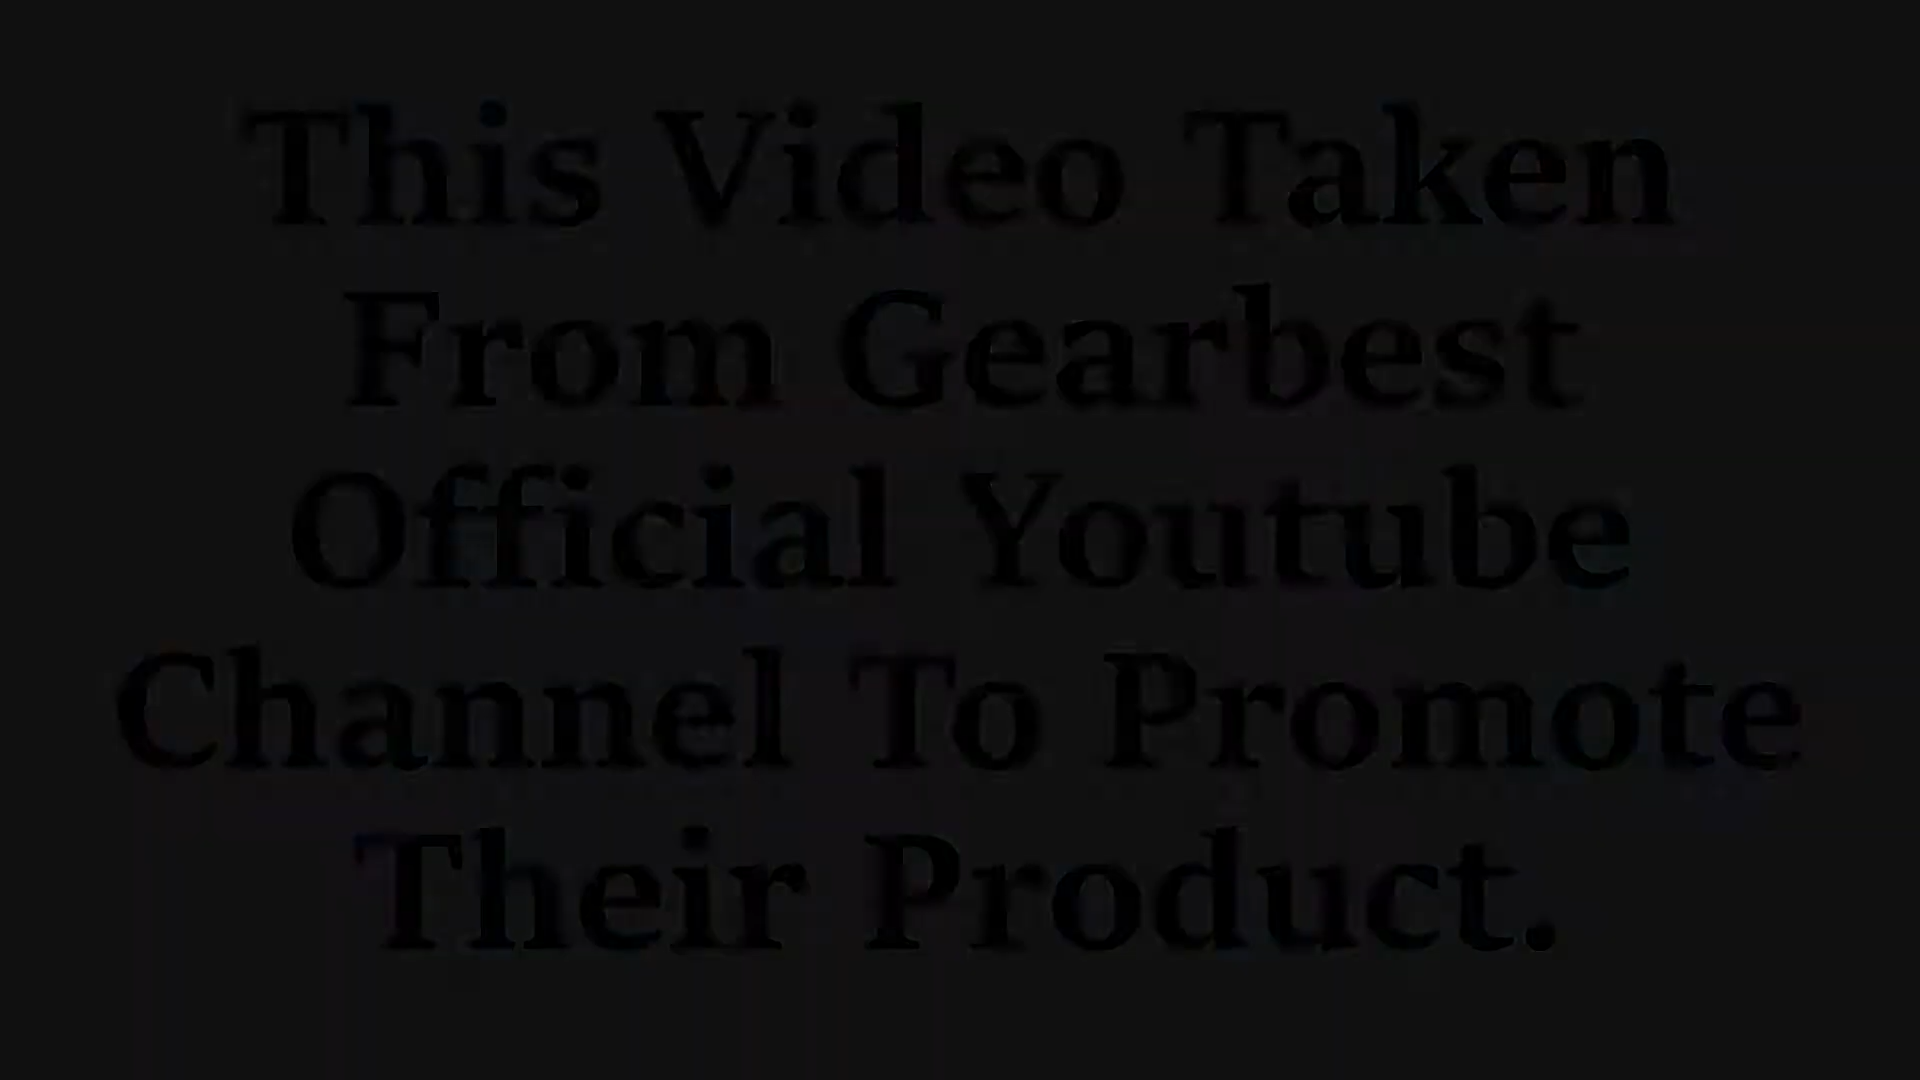 This Video Taken
From Gearbest
Official Youtube
Channel To Promote
Their Product.